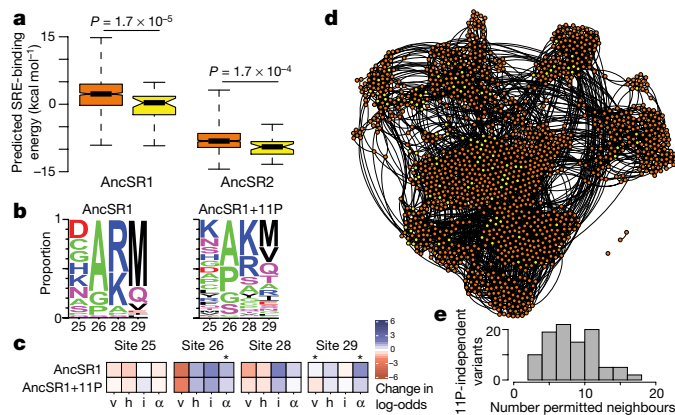 a
P = 1.7 × 10⁻⁵
P = 1.7 × 10⁻⁴
Predicted SRE-binding
energy (kcal mol⁻¹)
15
0
−15
AncSR1
AncSR2
b
AncSR1
AncSR1+11P
Proportion
1
0
25 26 28 29
25 26 28 29
c
Site 25
Site 26
Site 28
Site 29
* * *
AncSR1
AncSR1+11P
v h i α
v h i α
v h i α
v h i α
6
3
0
−3
−6
Change in
log-odds
d
e
11P-independent
variants
20
0
0 10 20
Number permitted neighbours